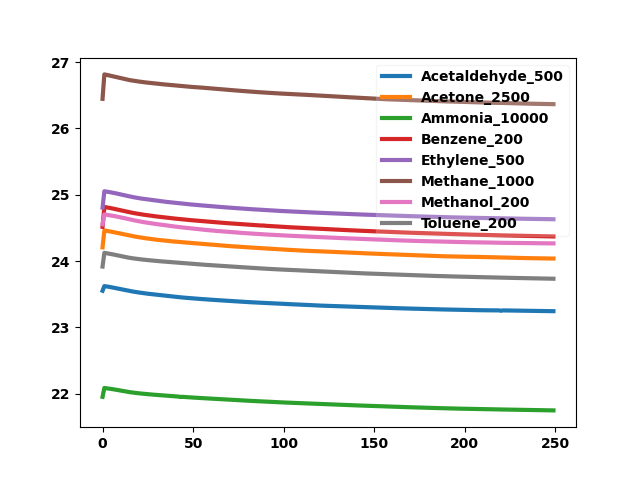 27
26
25
24
23
22
0 50 100 150 200 250
Acetaldehyde_500
Acetone_2500
Ammonia_10000
Benzene_200
Ethylene_500
Methane_1000
Methanol_200
Toluene_200